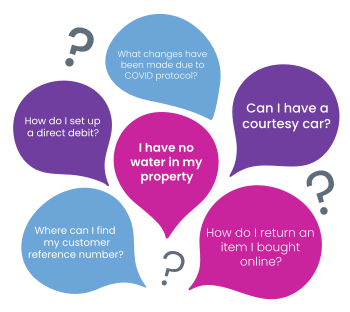 ?
What changes have
been made due to
COVID protocol?
How do I set up
a direct debit?
Can I have a
courtesy car?
I have no
water in my
property
Where can I find
my customer
reference number?
How do I return an
item I bought
online?
?
?